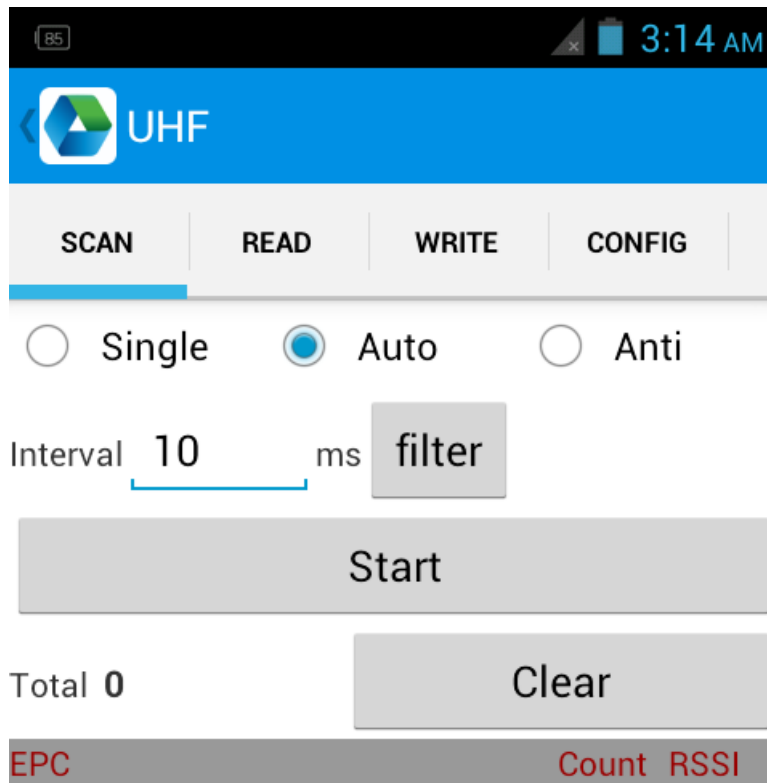 85 3:14 AM
UHF
SCAN READ WRITE CONFIG
Single Auto Anti
Interval 10 ms filter
Start
Total 0 Clear
EPC Count RSSI